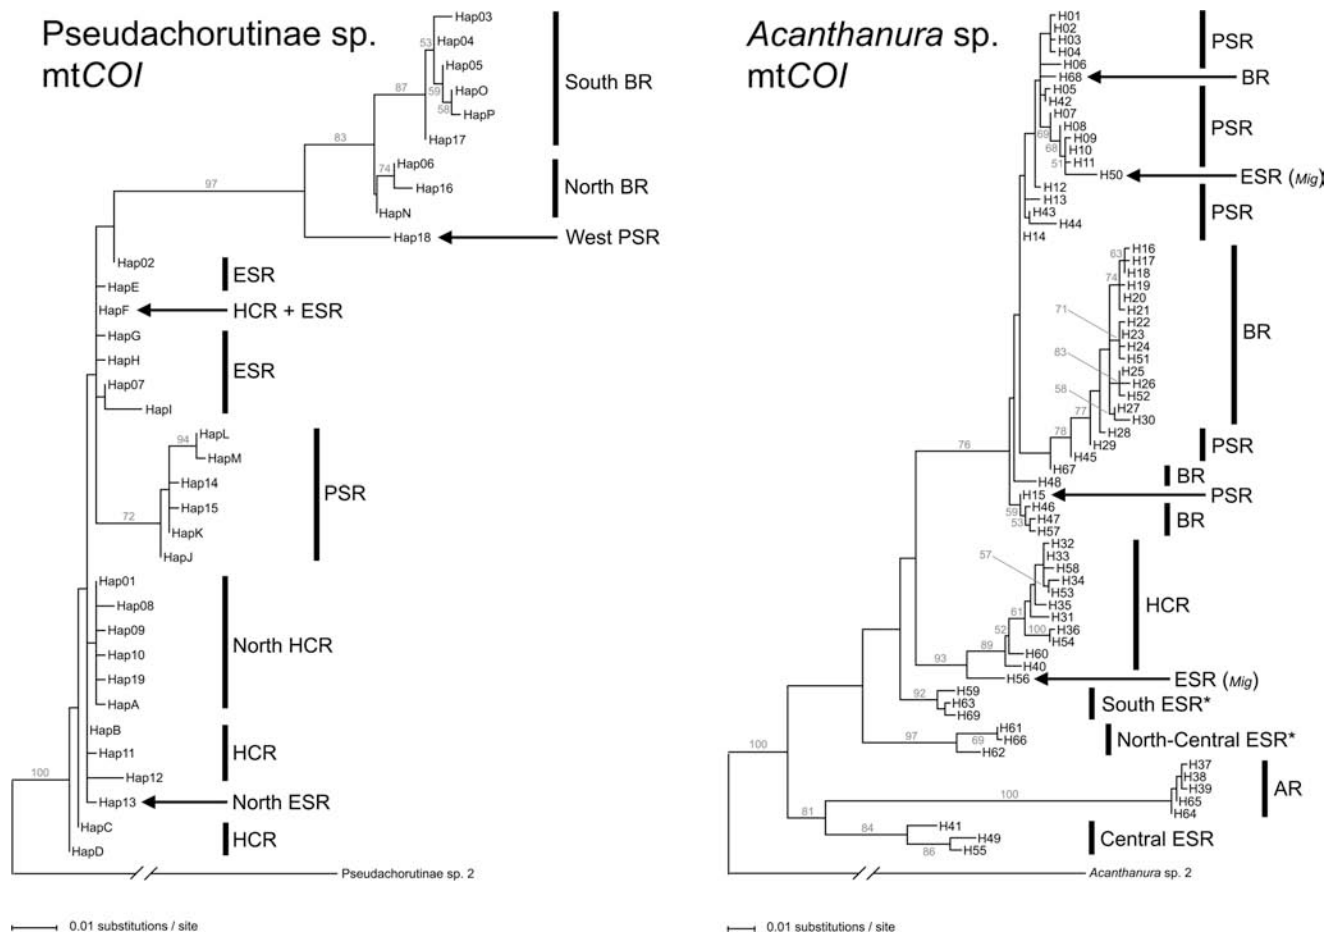 Pseudachorutinae sp.
mtCOI
Hap03
Hap04
Hap05
HapO
HapP
Hap17
Hap06
Hap16
HapN
Hap18
Hap02
HapE
HapF
HapG
HapH
Hap07
HapI
HapL
HapM
Hap14
Hap15
HapK
HapJ
Hap01
Hap08
Hap09
Hap10
Hap19
HapA
HapB
Hap11
Hap12
Hap13
HapC
HapD
Pseudachorutinae sp. 2
53
59
58
87
83
74
97
94
72
100
South BR
North BR
West PSR
ESR
HCR + ESR
ESR
PSR
North HCR
HCR
North ESR
HCR
0.01 substitutions / site
Acanthanura sp.
mtCOI
H01
H02
H03
H04
H06
H68
H05
H42
H07
H08
H09
H10
H11
H50
H12
H13
H43
H44
H14
H16
H17
H18
H19
H20
H21
H22
H23
H24
H51
H25
H26
H52
H27
H30
H28
H29
H45
H67
H48
H15
H46
H47
H57
H32
H33
H58
H34
H53
H35
H31
H36
H54
H60
H40
H56
H59
H63
H69
H61
H66
H62
H37
H38
H39
H65
H64
H41
H49
H55
Acanthanura sp. 2
69
68
51
63
74
71
83
58
77
78
76
59
53
57
61
100
52
89
93
92
97
69
100
100
81
84
86
PSR
BR
PSR
ESR (Mig)
PSR
BR
PSR
BR
PSR
BR
HCR
ESR (Mig)
South ESR*
North-Central ESR*
AR
Central ESR
0.01 substitutions / site